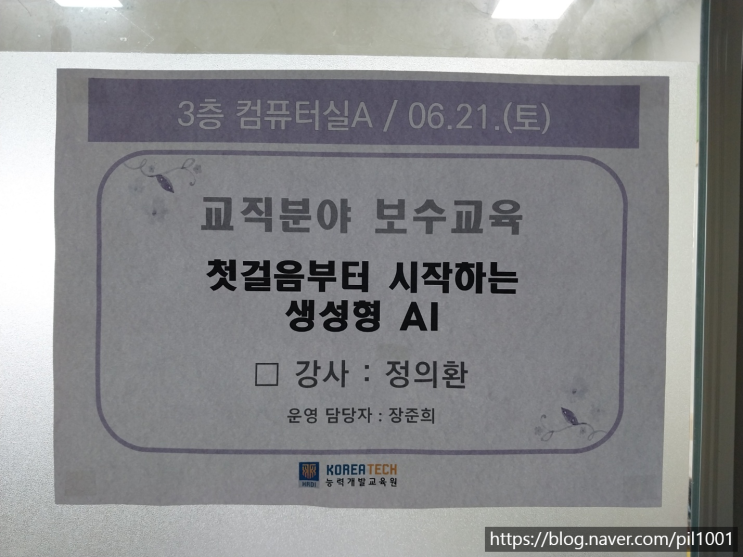 3층 컴퓨터실A / 06.21.(토)
교직분야 보수교육
첫걸음부터 시작하는
생성형 AI
□ 강사 : 정의환
운영 담당자 : 장준희
HRDI
KOREATECH
능력개발교육원
https://blog.naver.com/pil1001